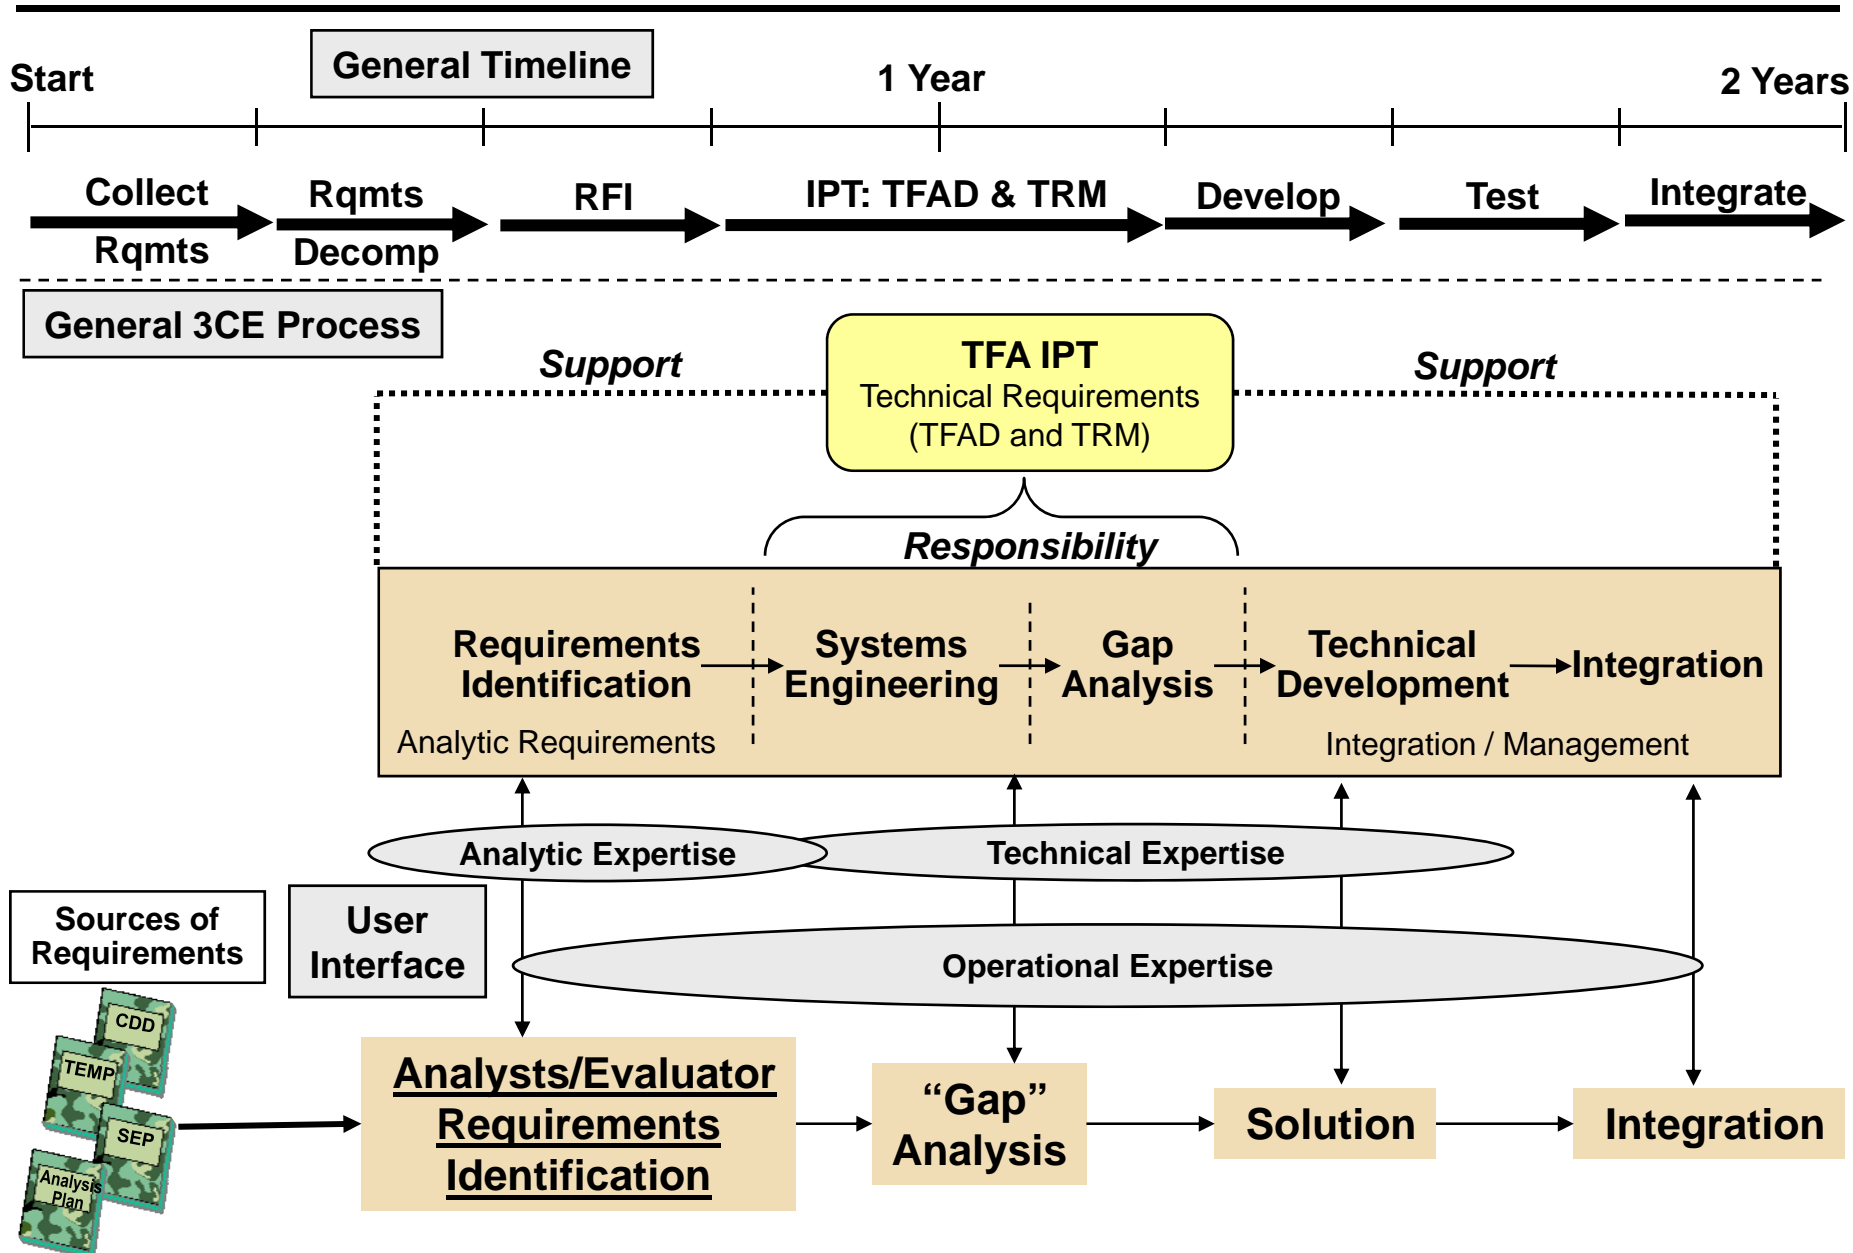 General Timeline
Start
1 Year
2 Years
Collect
Rqmts
Rqmts
Decomp
RFI
IPT: TFAD & TRM
Develop
Test
Integrate
General 3CE Process
Support
TFA IPT
Technical Requirements
(TFAD and TRM)
Support
Responsibility
Requirements
Identification
Systems
Engineering
Gap
Analysis
Technical
Development
Integration
Analytic Requirements
Integration / Management
Analytic Expertise
Technical Expertise
Sources of
Requirements
User
Interface
Operational Expertise
CDD
TEMP
SEP
Analysis
Plan
Analysts/Evaluator
Requirements
Identification
“Gap”
Analysis
Solution
Integration